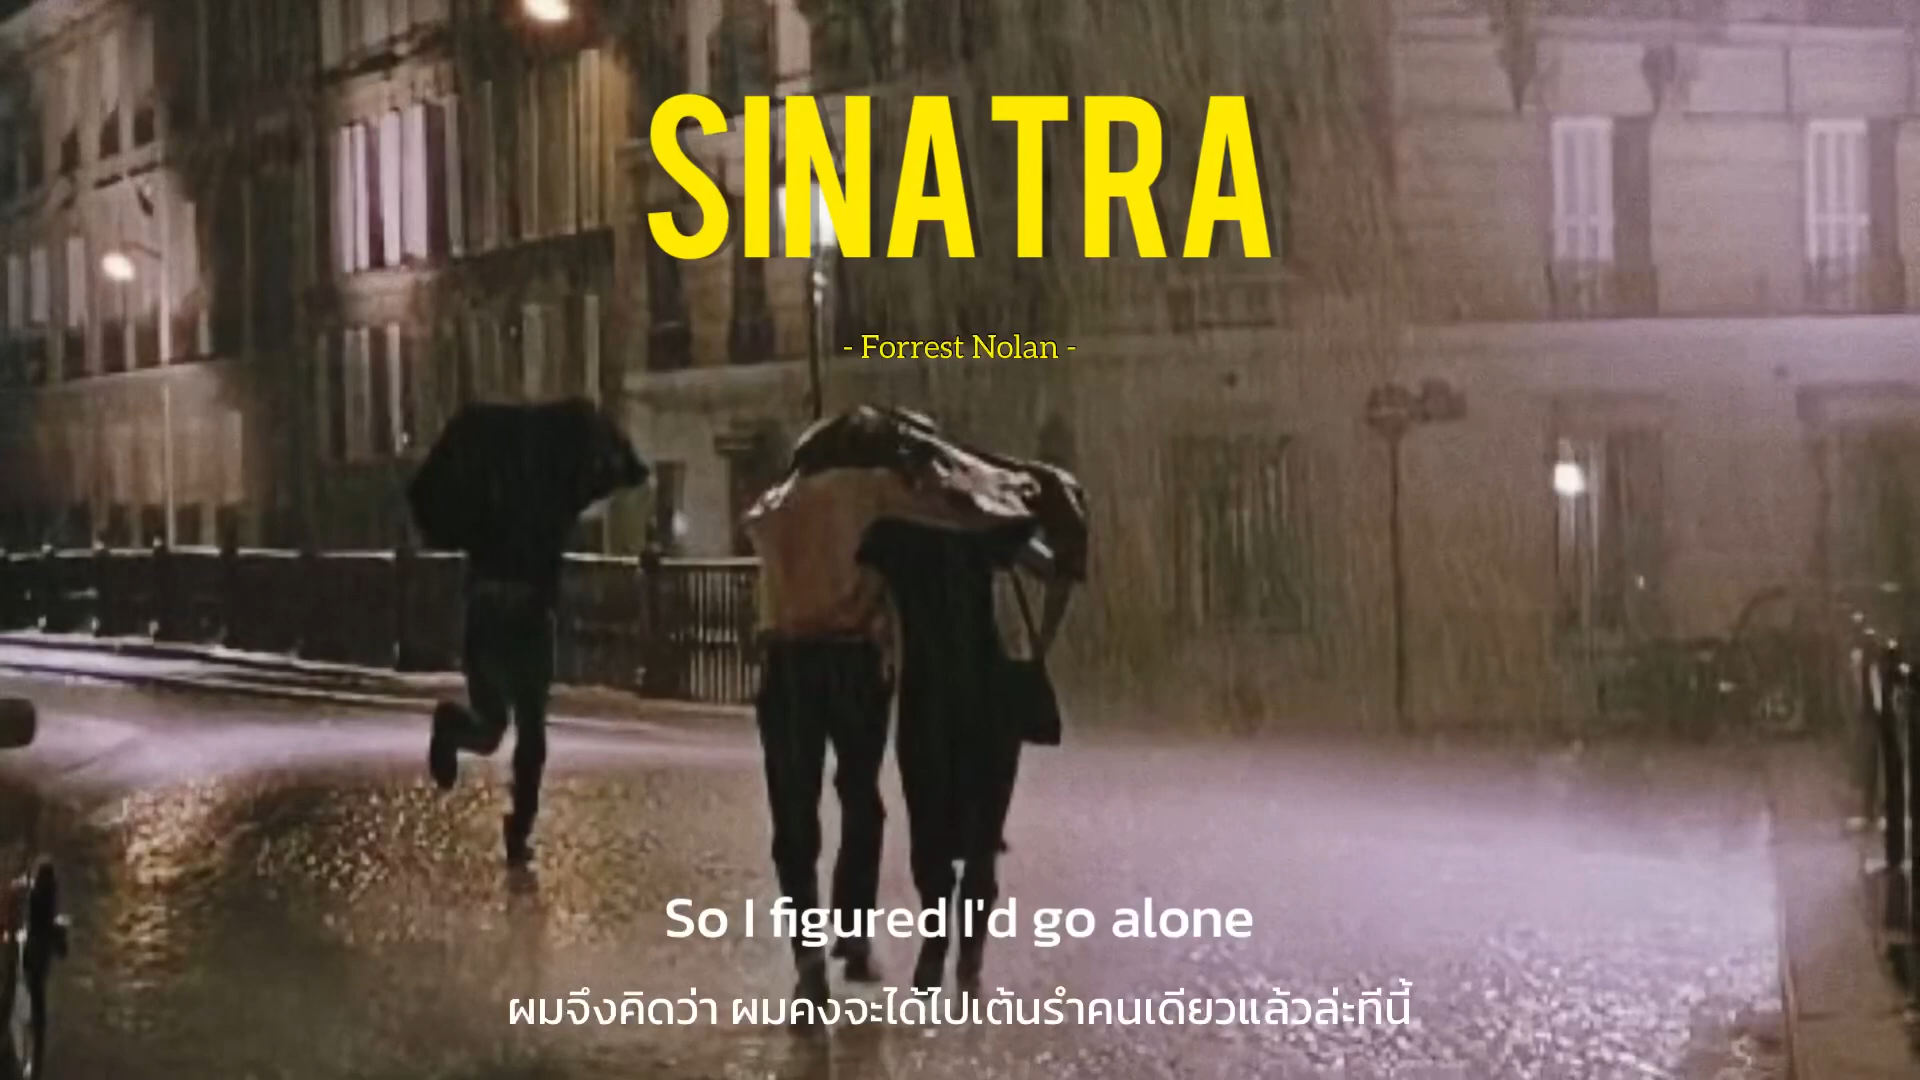 SINATRA
- Forrest Nolan -
So I figured I'd go alone
ผมจึงคิดว่า ผมคงจะได้ไปเต้นรำคนเดียวแล้วล่ะทีนี้